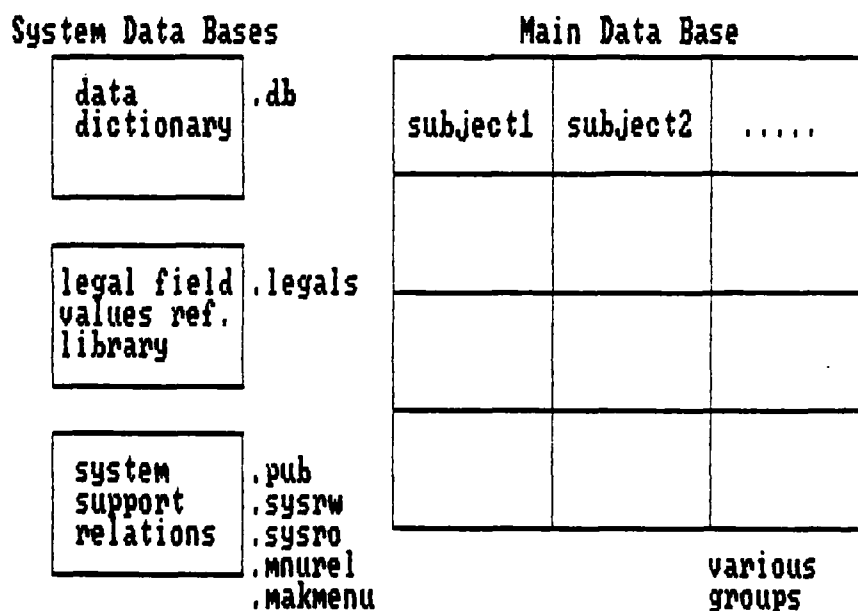 System Data Bases
data .db
dictionary
legal field .legals
values ref.
library
system .pub
support .sysrw
relations .sysro
.mnurel
.makmenu
Main Data Base
subject1 subject2 .....
various
groups